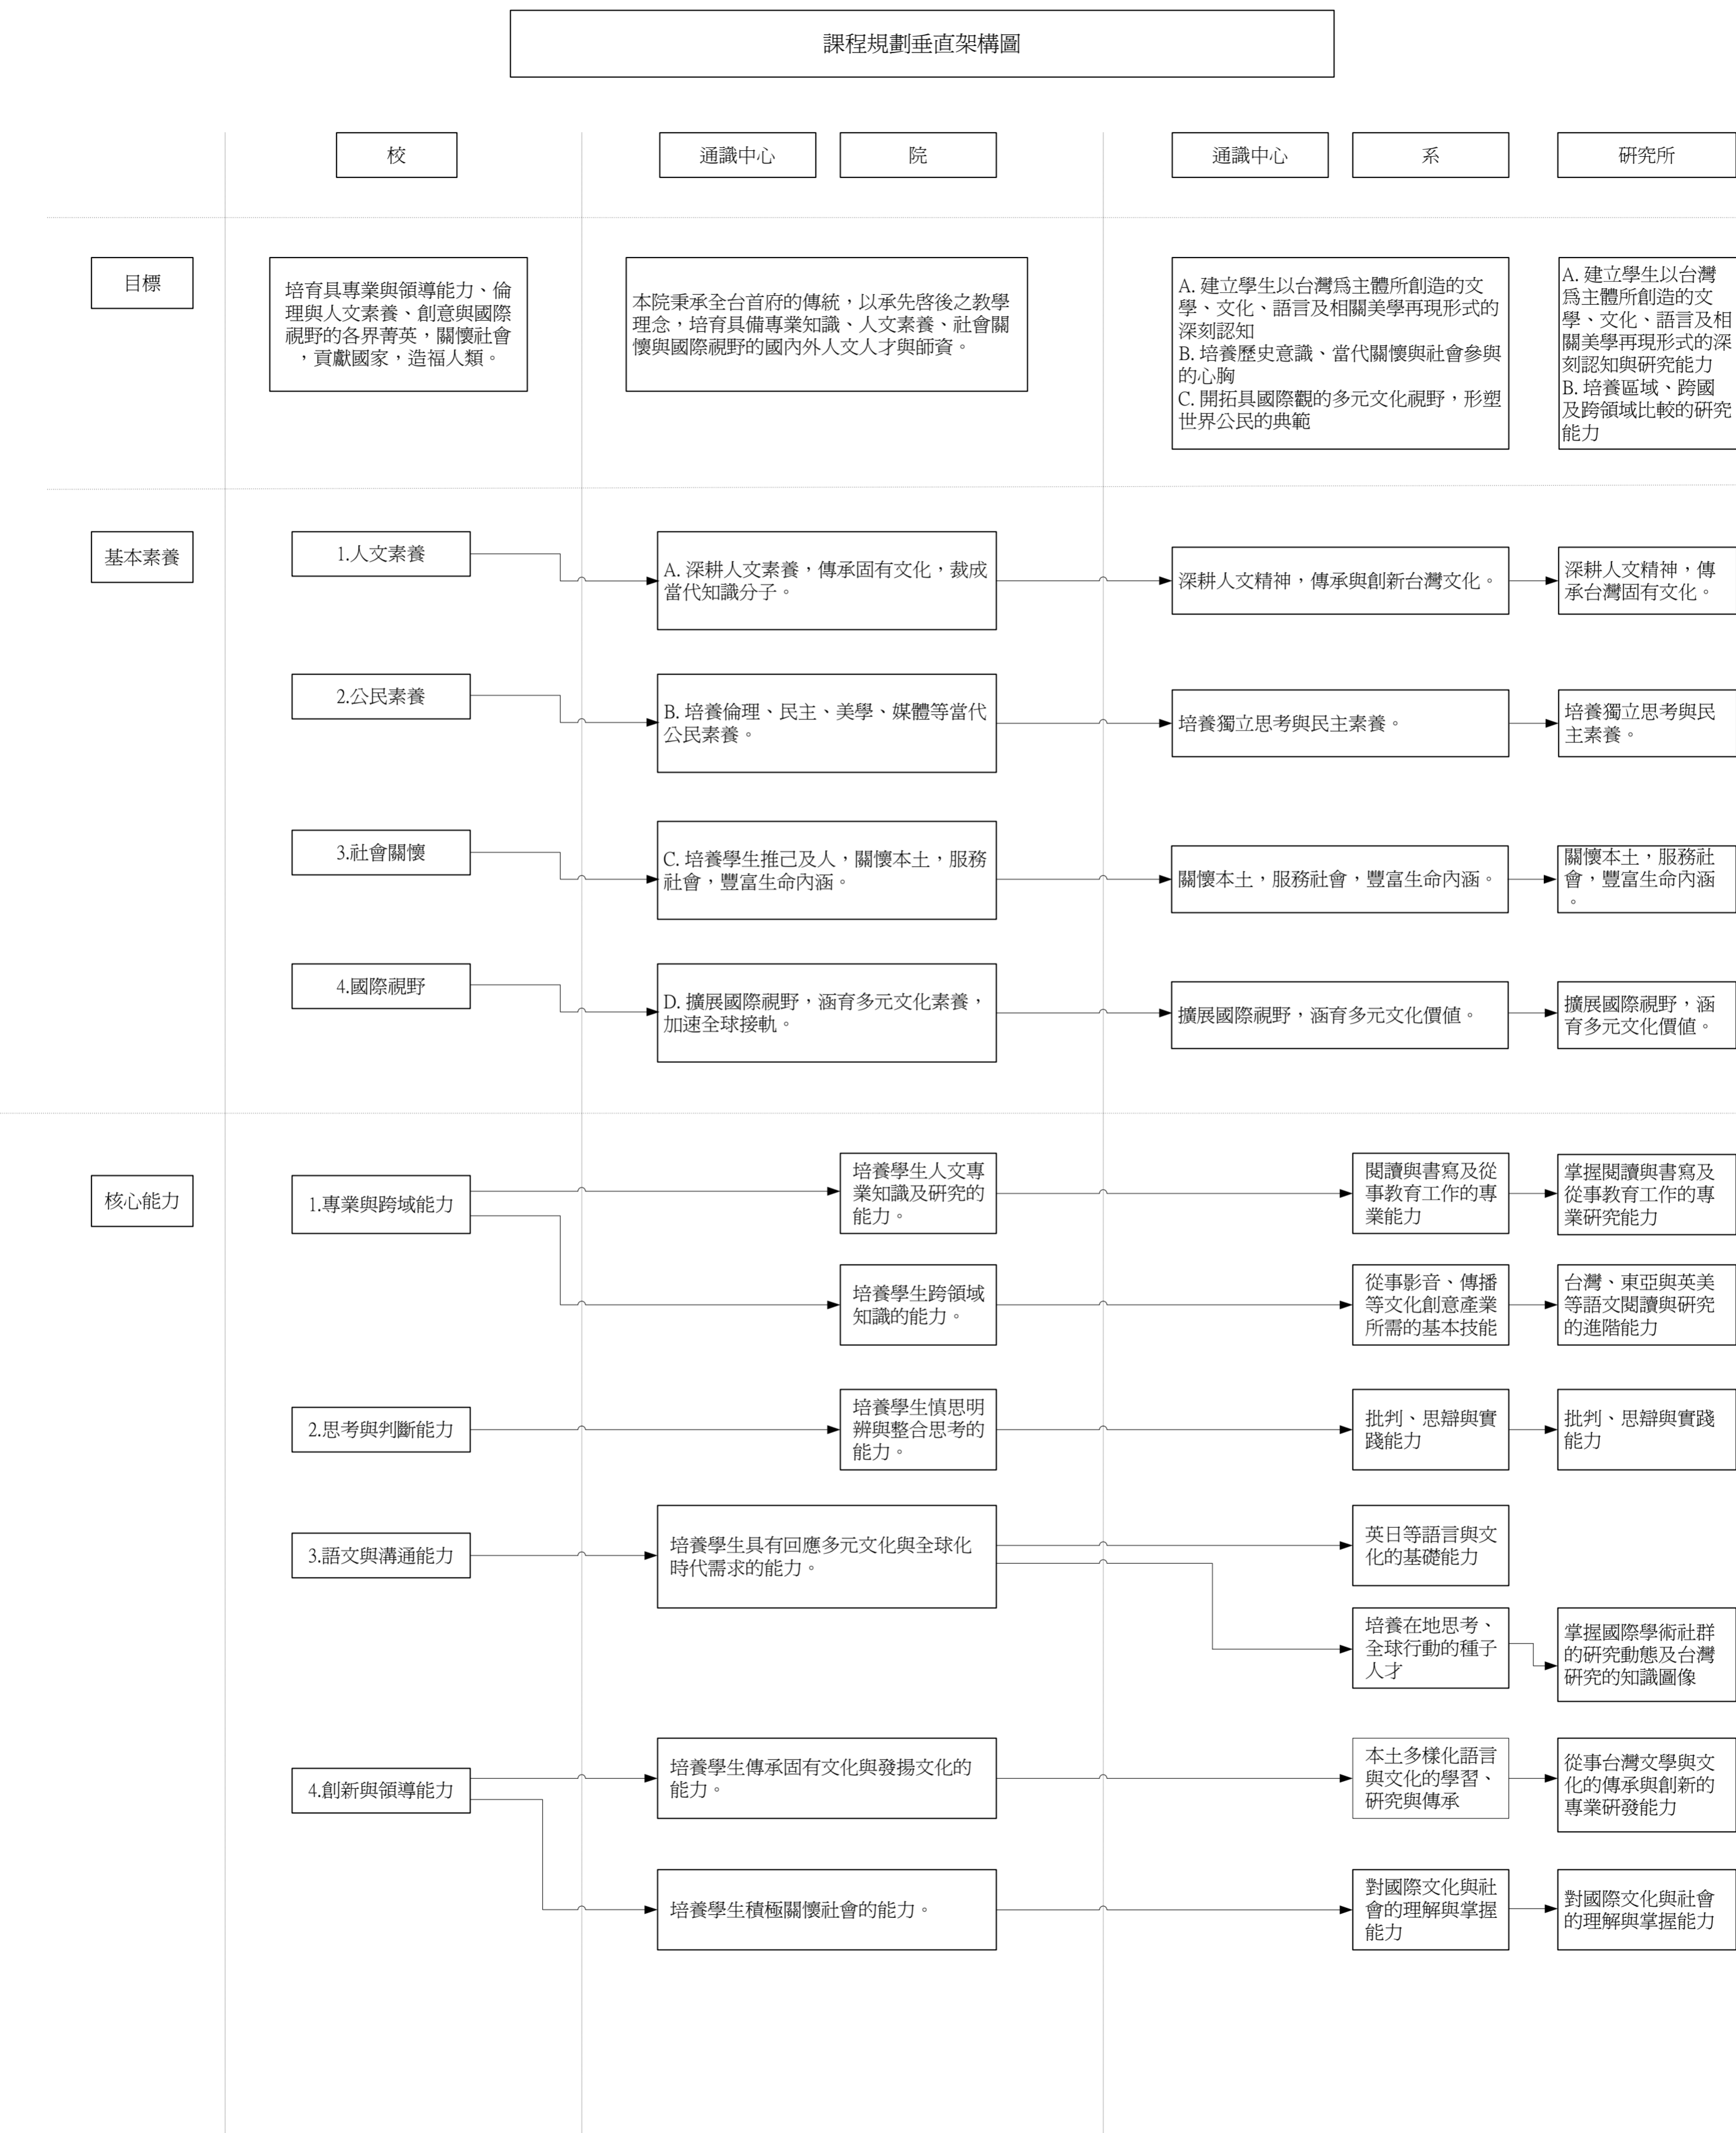 課程規劃垂直架構圖
校
通識中心
院
通識中心
系
研究所
目標
培育具專業與領導能力、倫
理與人文素養、創意與國際
視野的各界菁英，關懷社會
，貢獻國家，造福人類。
本院秉承全台首府的傳統，以承先啓後之教學
理念，培育具備專業知識、人文素養、社會關
懷與國際視野的國內外人文人才與師資。
A. 建立學生以台灣爲主體所創造的文
學、文化、語言及相關美學再現形式的
深刻認知
B. 培養歷史意識、當代關懷與社會參與
的心胸
C. 開拓具國際觀的多元文化視野，形塑
世界公民的典範
A. 建立學生以台灣
爲主體所創造的文
學、文化、語言及相
關美學再現形式的深
刻認知與研究能力
B. 培養區域、跨國
及跨領域比較的研究
能力
基本素養
1.人文素養
A. 深耕人文素養，傳承固有文化，裁成
當代知識分子。
深耕人文精神，傳承與創新台灣文化。
深耕人文精神，傳
承台灣固有文化。
2.公民素養
B. 培養倫理、民主、美學、媒體等當代
公民素養。
培養獨立思考與民主素養。
培養獨立思考與民
主素養。
3.社會關懷
C. 培養學生推己及人，關懷本土，服務
社會，豐富生命內涵。
關懷本土，服務社會，豐富生命內涵。
關懷本土，服務社
會，豐富生命內涵
。
4.國際視野
D. 擴展國際視野，涵育多元文化素養，
加速全球接軌。
擴展國際視野，涵育多元文化價值。
擴展國際視野，涵
育多元文化價值。
核心能力
1.專業與跨域能力
培養學生人文專
業知識及研究的
能力。
閱讀與書寫及從
事教育工作的專
業能力
掌握閱讀與書寫及
從事教育工作的專
業研究能力
培養學生跨領域
知識的能力。
從事影音、傳播
等文化創意產業
所需的基本技能
台灣、東亞與英美
等語文閱讀與研究
的進階能力
2.思考與判斷能力
培養學生慎思明
辨與整合思考的
能力。
批判、思辯與實
踐能力
批判、思辯與實踐
能力
3.語文與溝通能力
培養學生具有回應多元文化與全球化
時代需求的能力。
英日等語言與文
化的基礎能力
培養在地思考、
全球行動的種子
人才
掌握國際學術社群
的研究動態及台灣
研究的知識圖像
4.創新與領導能力
培養學生傳承固有文化與發揚文化的
能力。
本土多樣化語言
與文化的學習、
研究與傳承
從事台灣文學與文
化的傳承與創新的
專業研發能力
培養學生積極關懷社會的能力。
對國際文化與社
會的理解與掌握
能力
對國際文化與社會
的理解與掌握能力